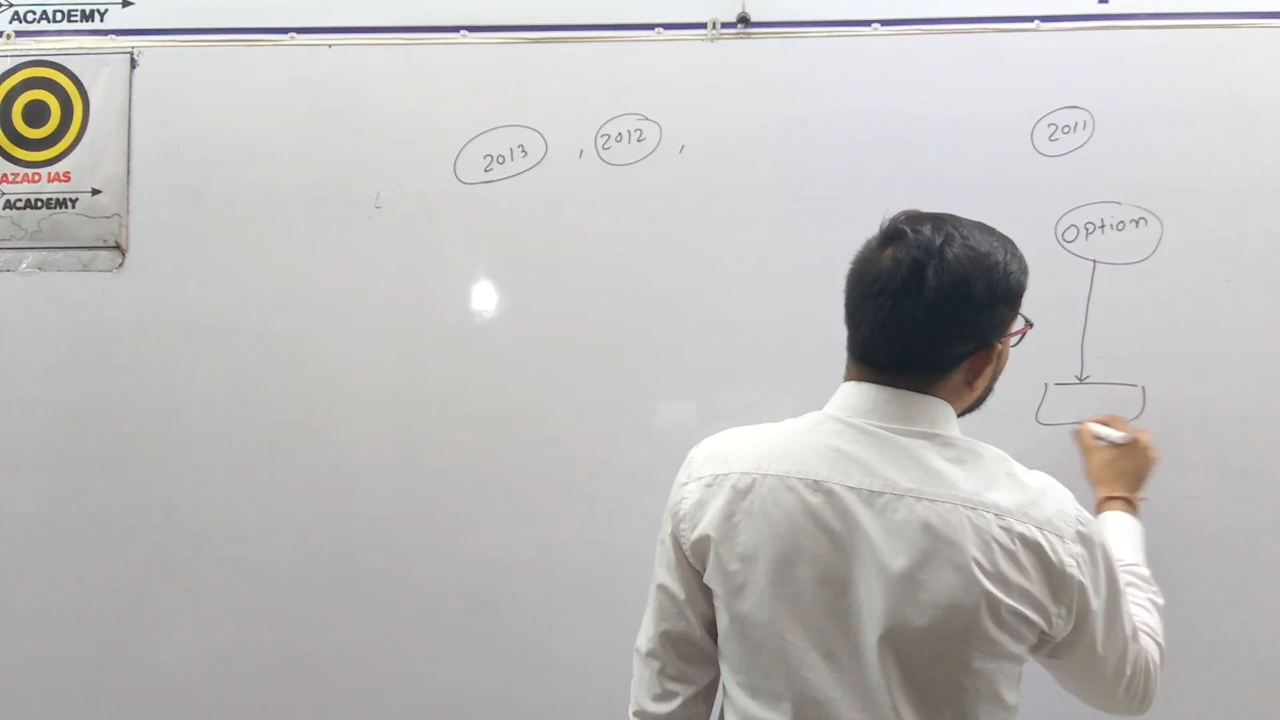 ACADEMY
AZAD IAS
ACADEMY
2013 , 2012 ,
2011
option